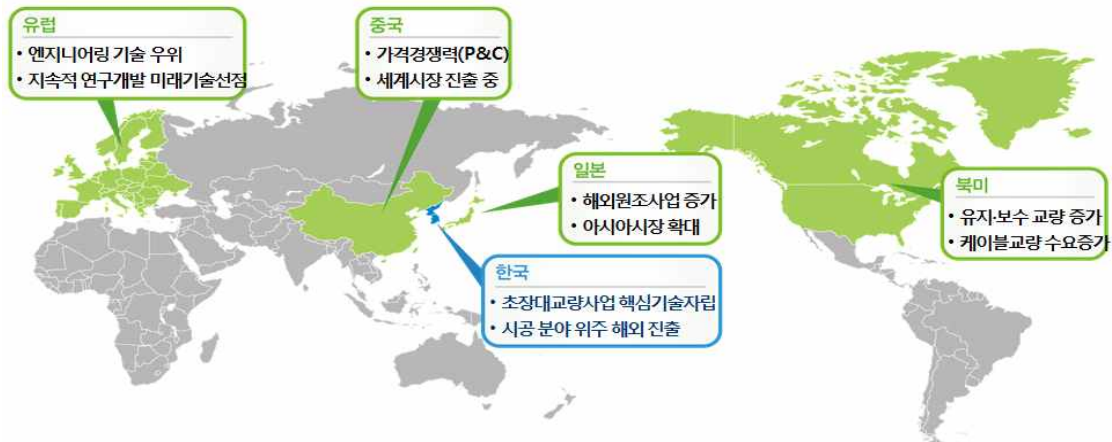 유럽
• 엔지니어링 기술 우위
• 지속적 연구개발 미래기술선점
중국
• 가격경쟁력(P&C)
• 세계시장 진출 중
일본
• 해외원조사업 증가
• 아시아시장 확대
북미
• 유지·보수 교량 증가
• 케이블교량 수요증가
한국
• 초장대교량사업 핵심기술자립
• 시공 분야 위주 해외 진출